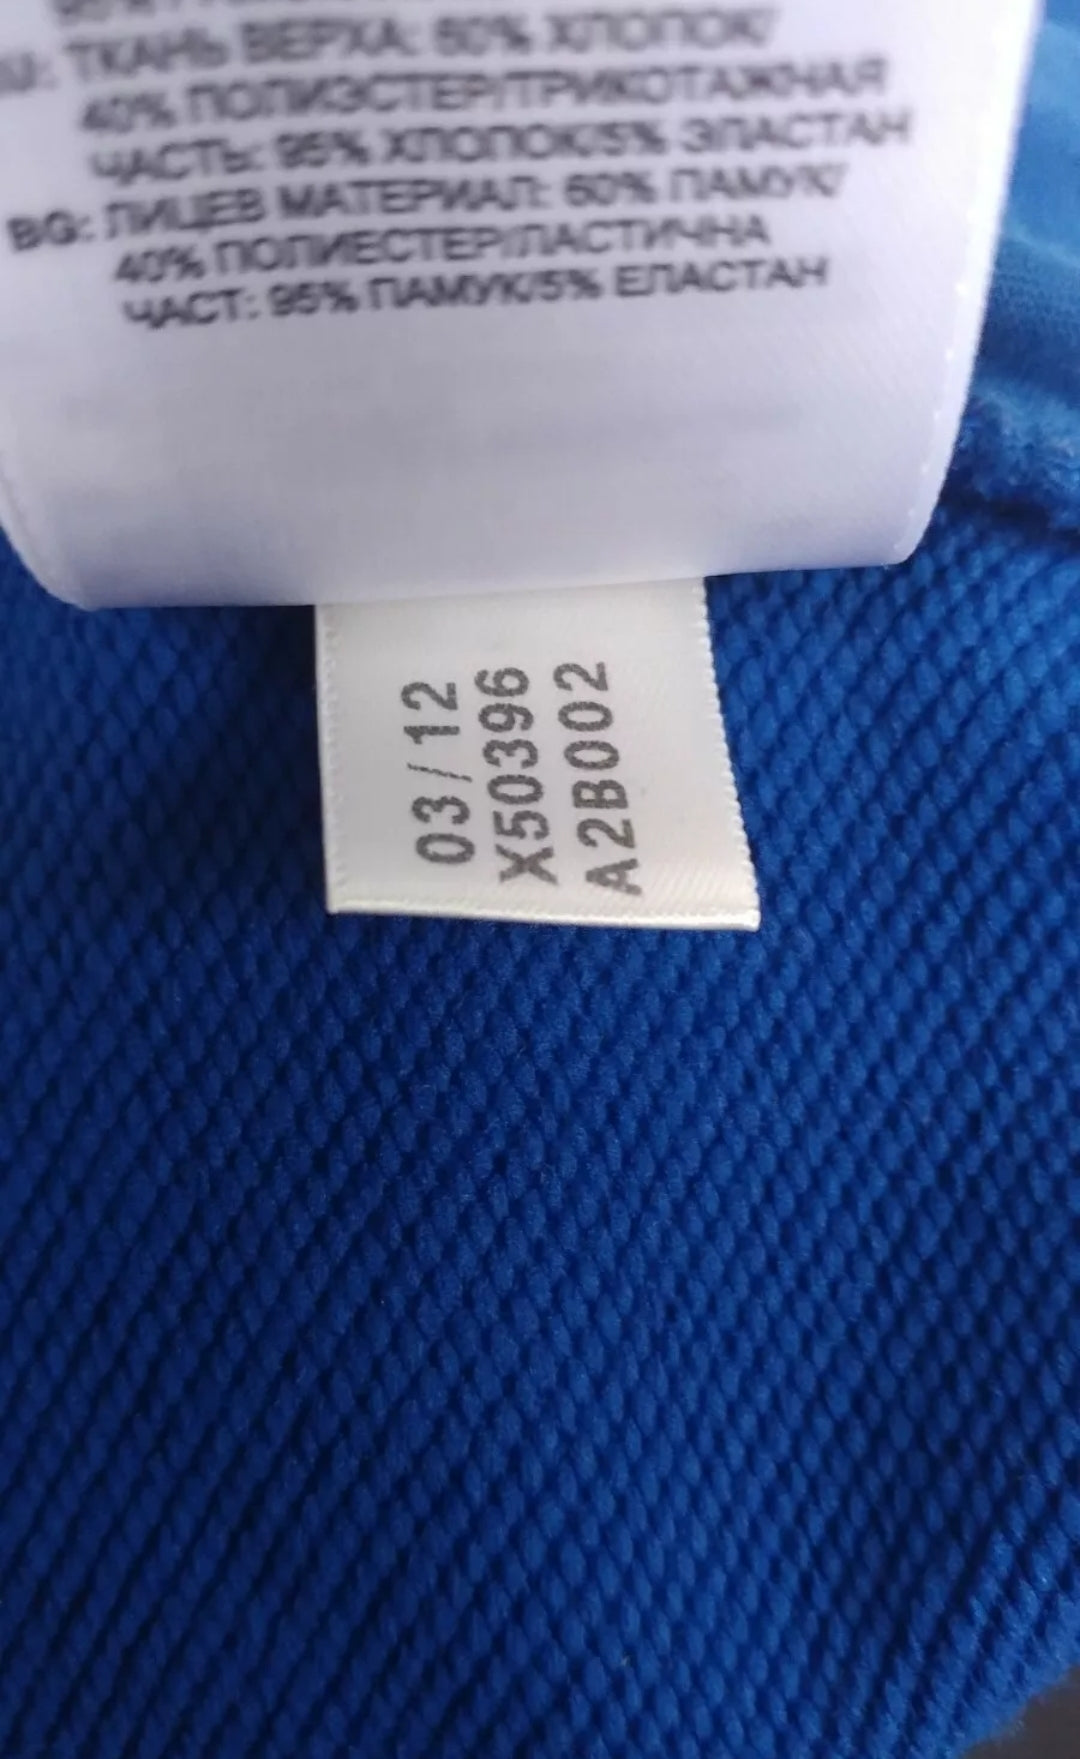 ТКАНЬ ВЕРХА: 60% ХЛОПОК/
40% ПОЛИЭСТЕР/ТРИКОТАЖНАЯ
ЧАСТЬ: 95% ХЛОПОК/5% ЭЛАСТАН
BG: ЛИЦЕВ МАТЕРИАЛ: 60% ПАМУК/
40% ПОЛИЕСТЕР/ЛАСТИЧНА
ЧАСТ: 95% ПАМУК/5% ЕЛАСТАН
03/12
X50396
A2B002